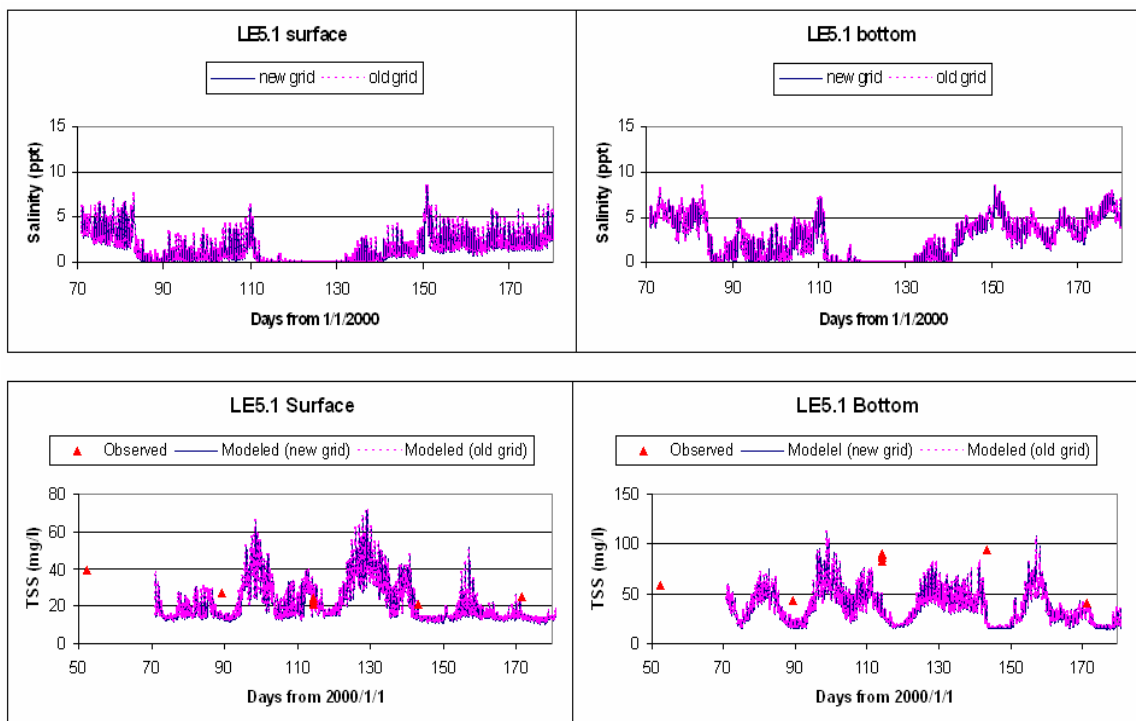 LE5.1 surface
new grid old grid
Salinity (ppt)
15
10
5
0
70 90 110 130 150 170
Days from 1/1/2000
LE5.1 bottom
new grid old grid
Salinity (ppt)
15
10
5
0
70 90 110 130 150 170
Days from 1/1/2000
LE5.1 Surface
Observed Modeled (new grid) Modeled (old grid)
TSS (mg/l)
80
60
40
20
0
50 70 90 110 130 150 170
Days from 2000/1/1
LE5.1 Bottom
Observed Modelel (new grid) Modeled (old grid)
TSS (mg/l)
150
100
50
0
50 70 90 110 130 150 170
Days from 2000/1/1